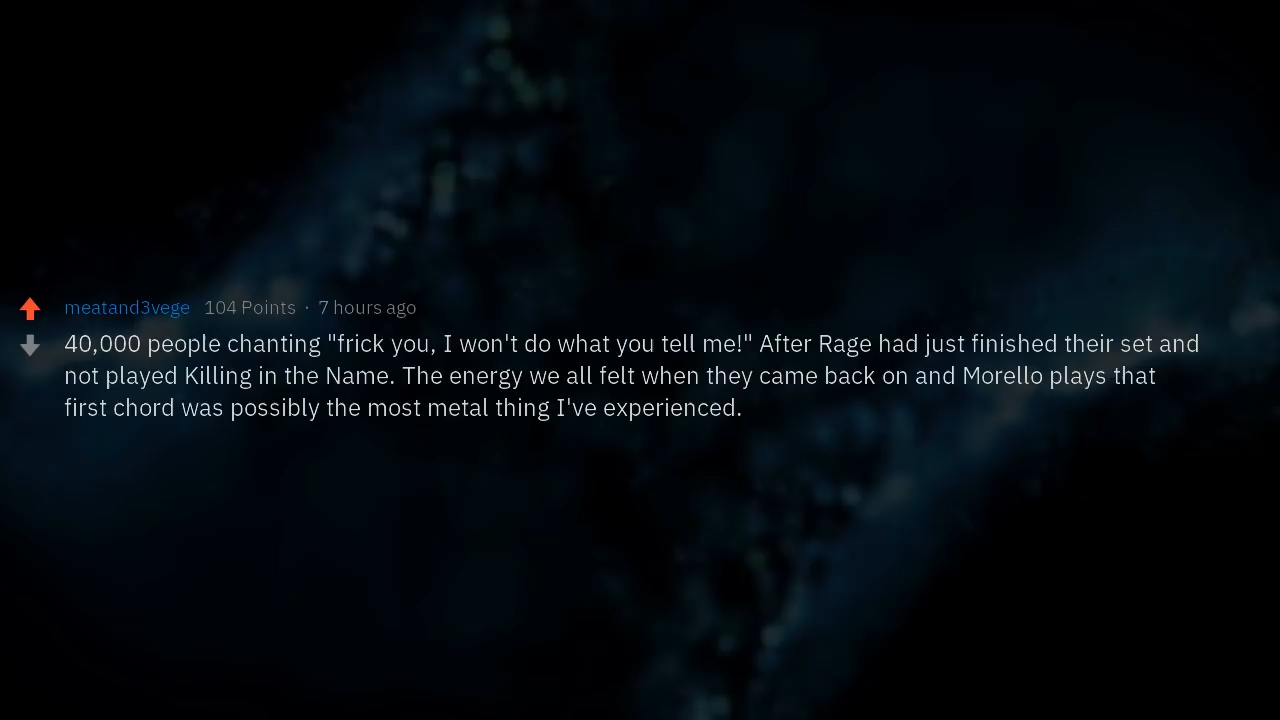 meatand3vege 104 Points · 7 hours ago
40,000 people chanting "frick you, I won't do what you tell me!" After Rage had just finished their set and
not played Killing in the Name. The energy we all felt when they came back on and Morello plays that
first chord was possibly the most metal thing I've experienced.